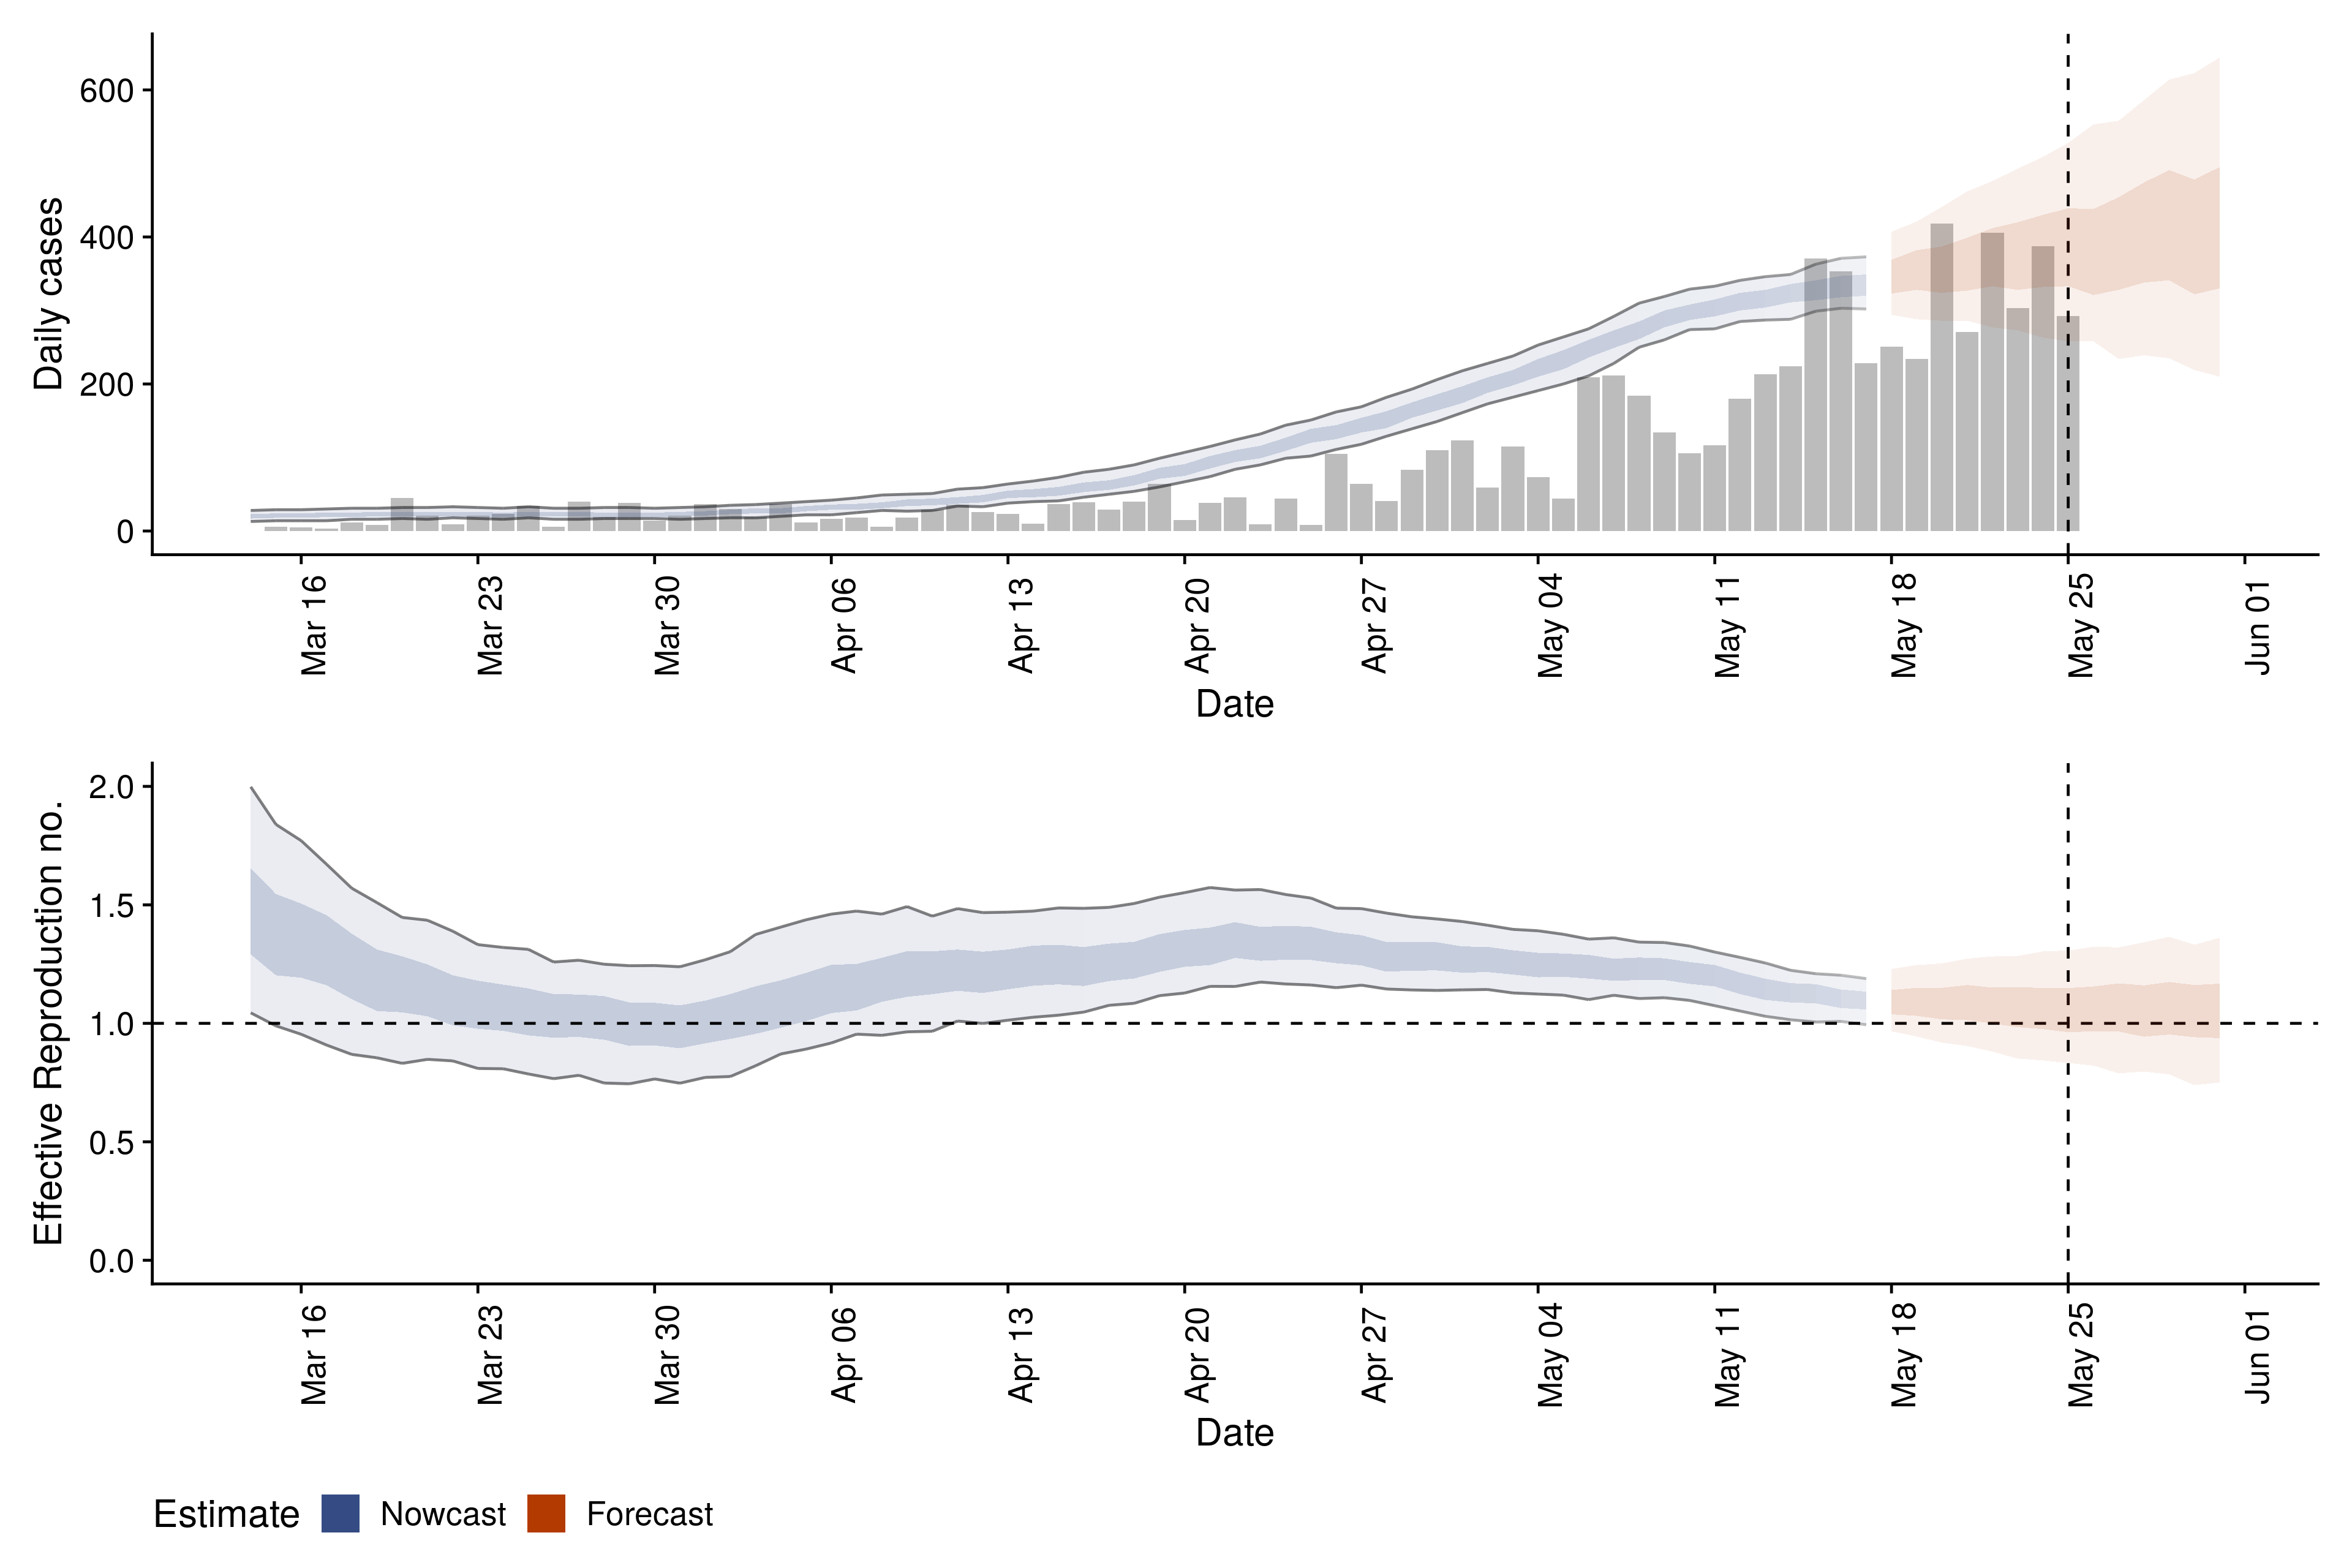 Daily cases
600
400
200
0
Mar 16
Mar 23
Mar 30
Apr 06
Apr 13
Apr 20
Apr 27
May 04
May 11
May 18
May 25
Jun 01
Date
Effective Reproduction no.
2.0
1.5
1.0
0.5
0.0
Mar 16
Mar 23
Mar 30
Apr 06
Apr 13
Apr 20
Apr 27
May 04
May 11
May 18
May 25
Jun 01
Date
Estimate Nowcast Forecast